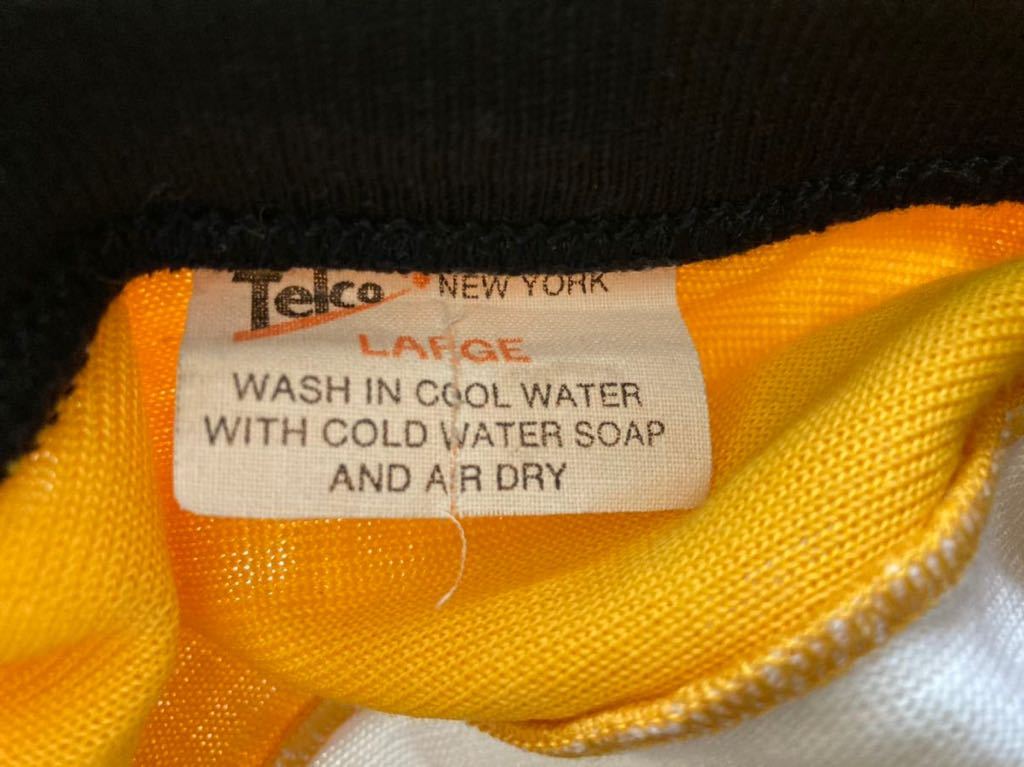 Telco NEW YORK
LARGE
WASH IN COOL WATER
WITH COLD WATER SOAP
AND AIR DRY